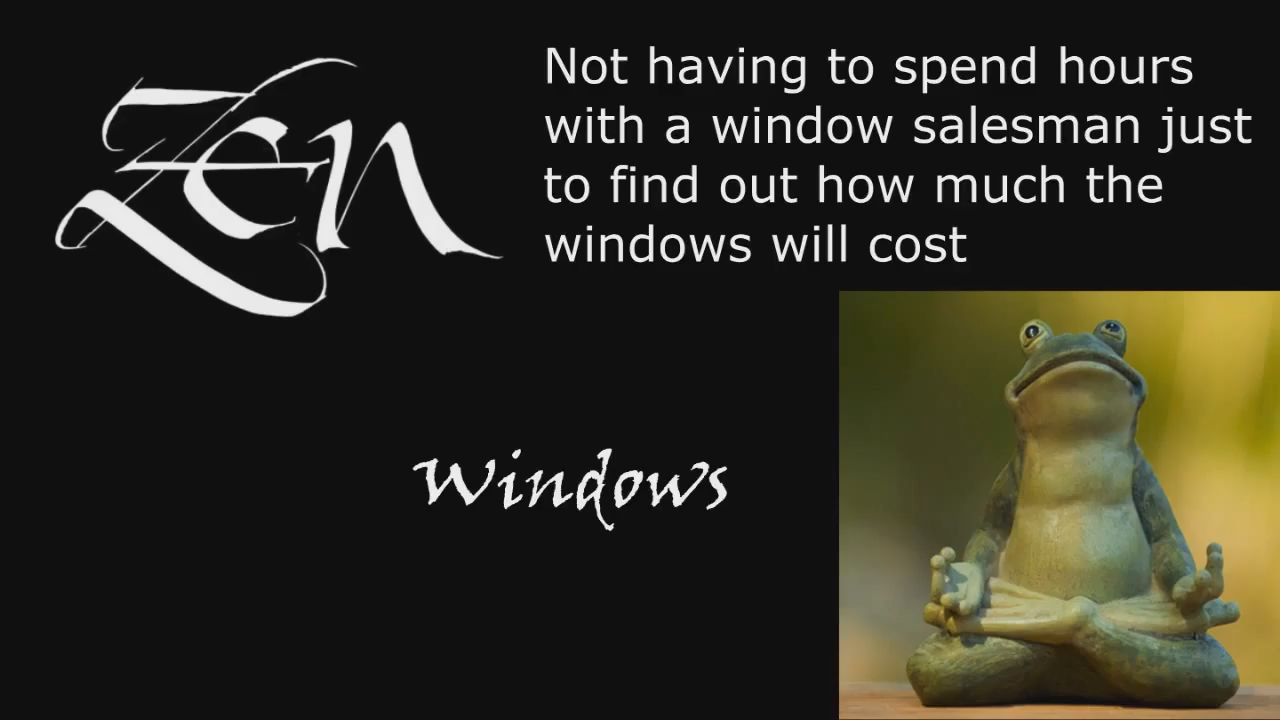 Zen
Not having to spend hours
with a window salesman just
to find out how much the
windows will cost
Windows